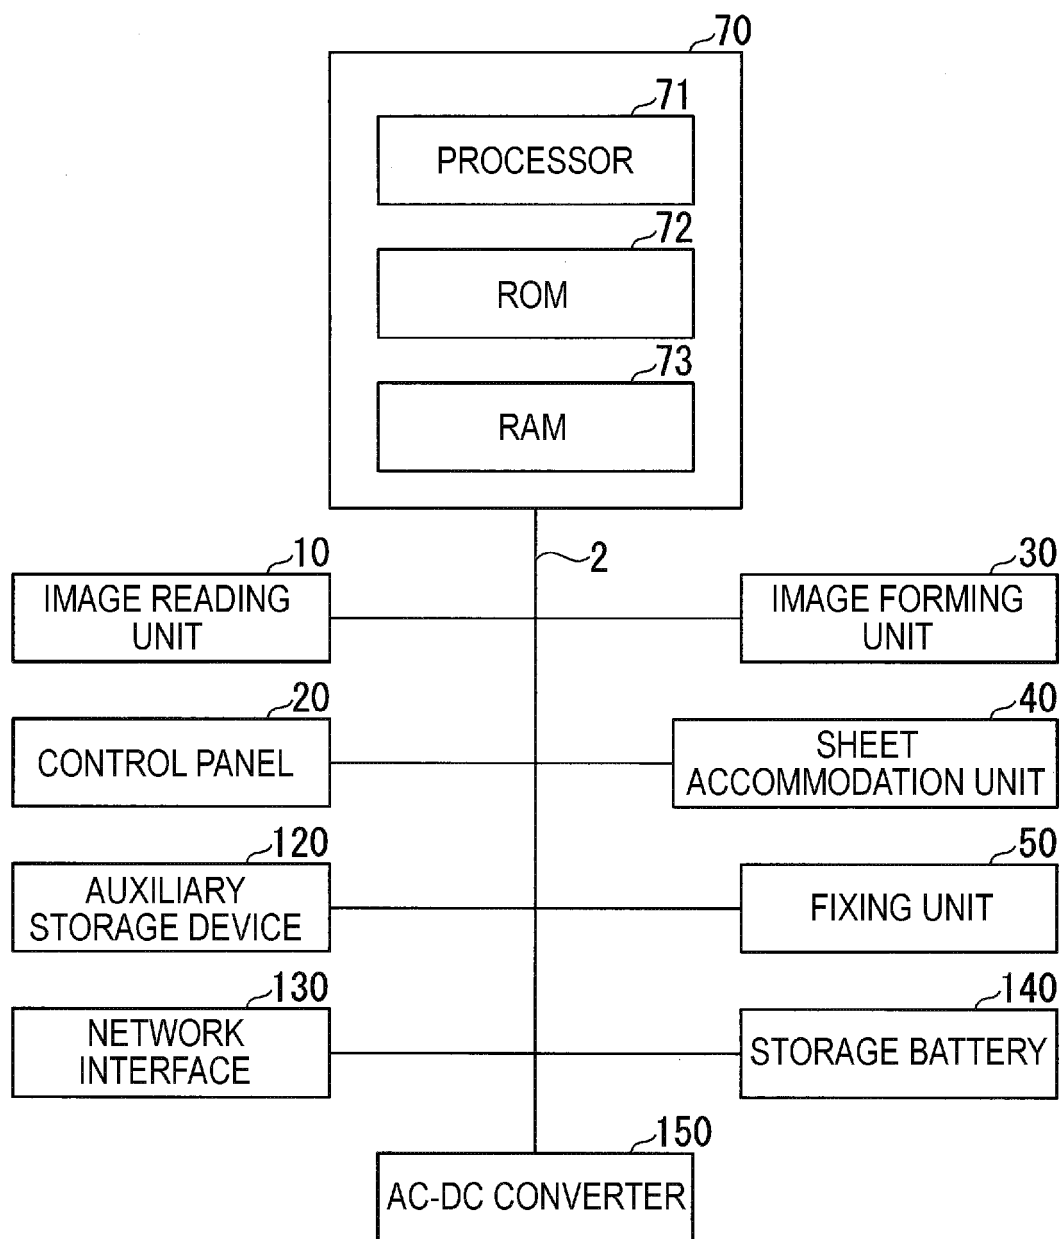 70
71
PROCESSOR
72
ROM
73
RAM
2
10
IMAGE READING
UNIT
30
IMAGE FORMING
UNIT
20
CONTROL PANEL
40
SHEET
ACCOMMODATION UNIT
120
AUXILIARY
STORAGE DEVICE
50
FIXING UNIT
130
NETWORK
INTERFACE
140
STORAGE BATTERY
150
AC-DC CONVERTER